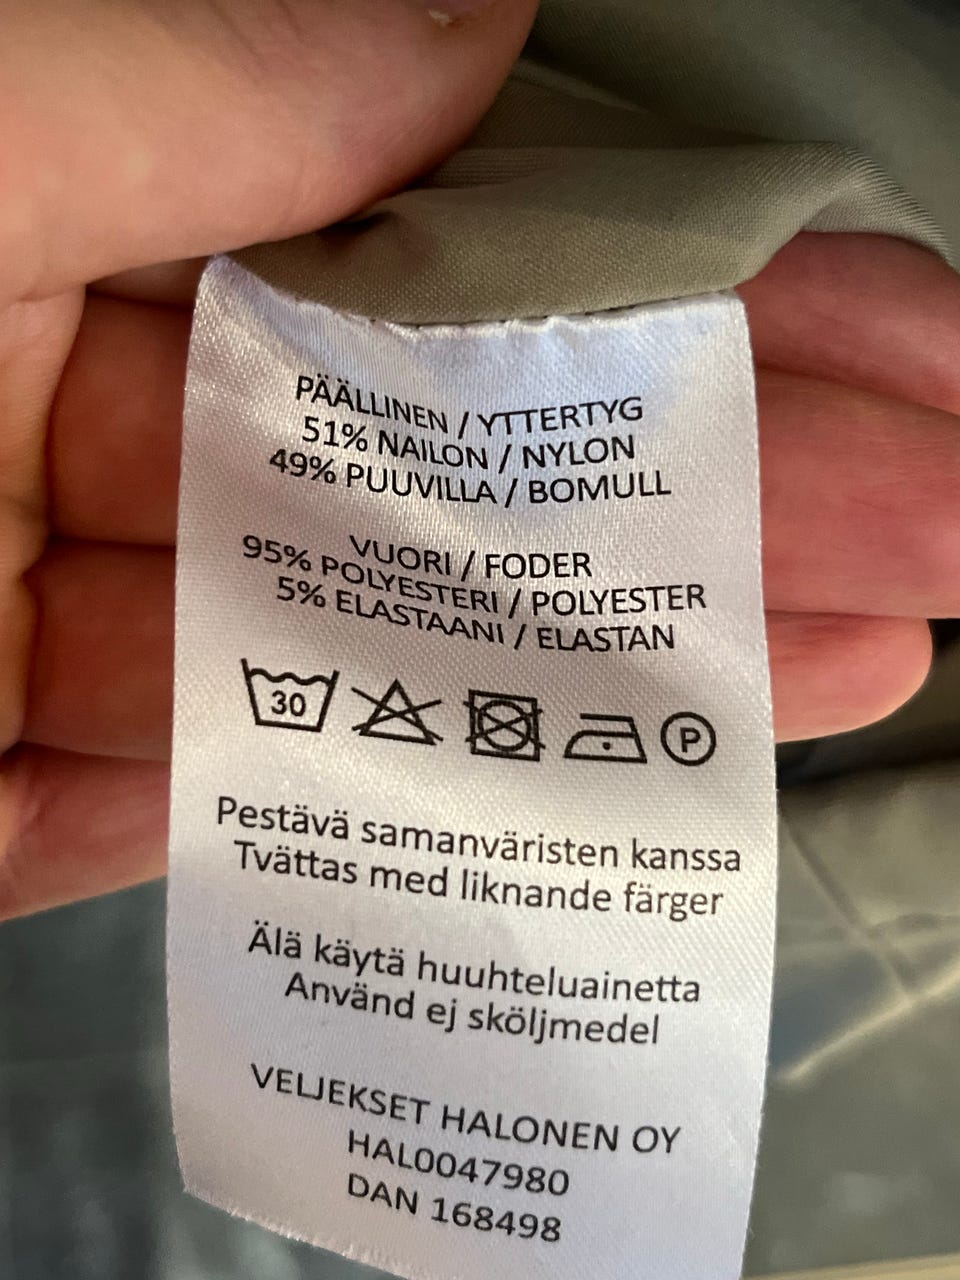 PÄÄLLINEN / YTTERTYG
51% NAILON / NYLON
49% PUUVILLA / BOMULL
VUORI / FODER
95% POLYESTERI / POLYESTER
5% ELASTAANI / ELASTAN
30 P
Pestävä samanväristen kanssa
Tvättas med liknande färger
Älä käytä huuhteluainetta
Använd ej sköljmedel
VELJEKSET HALONEN OY
HAL0047980
DAN 168498